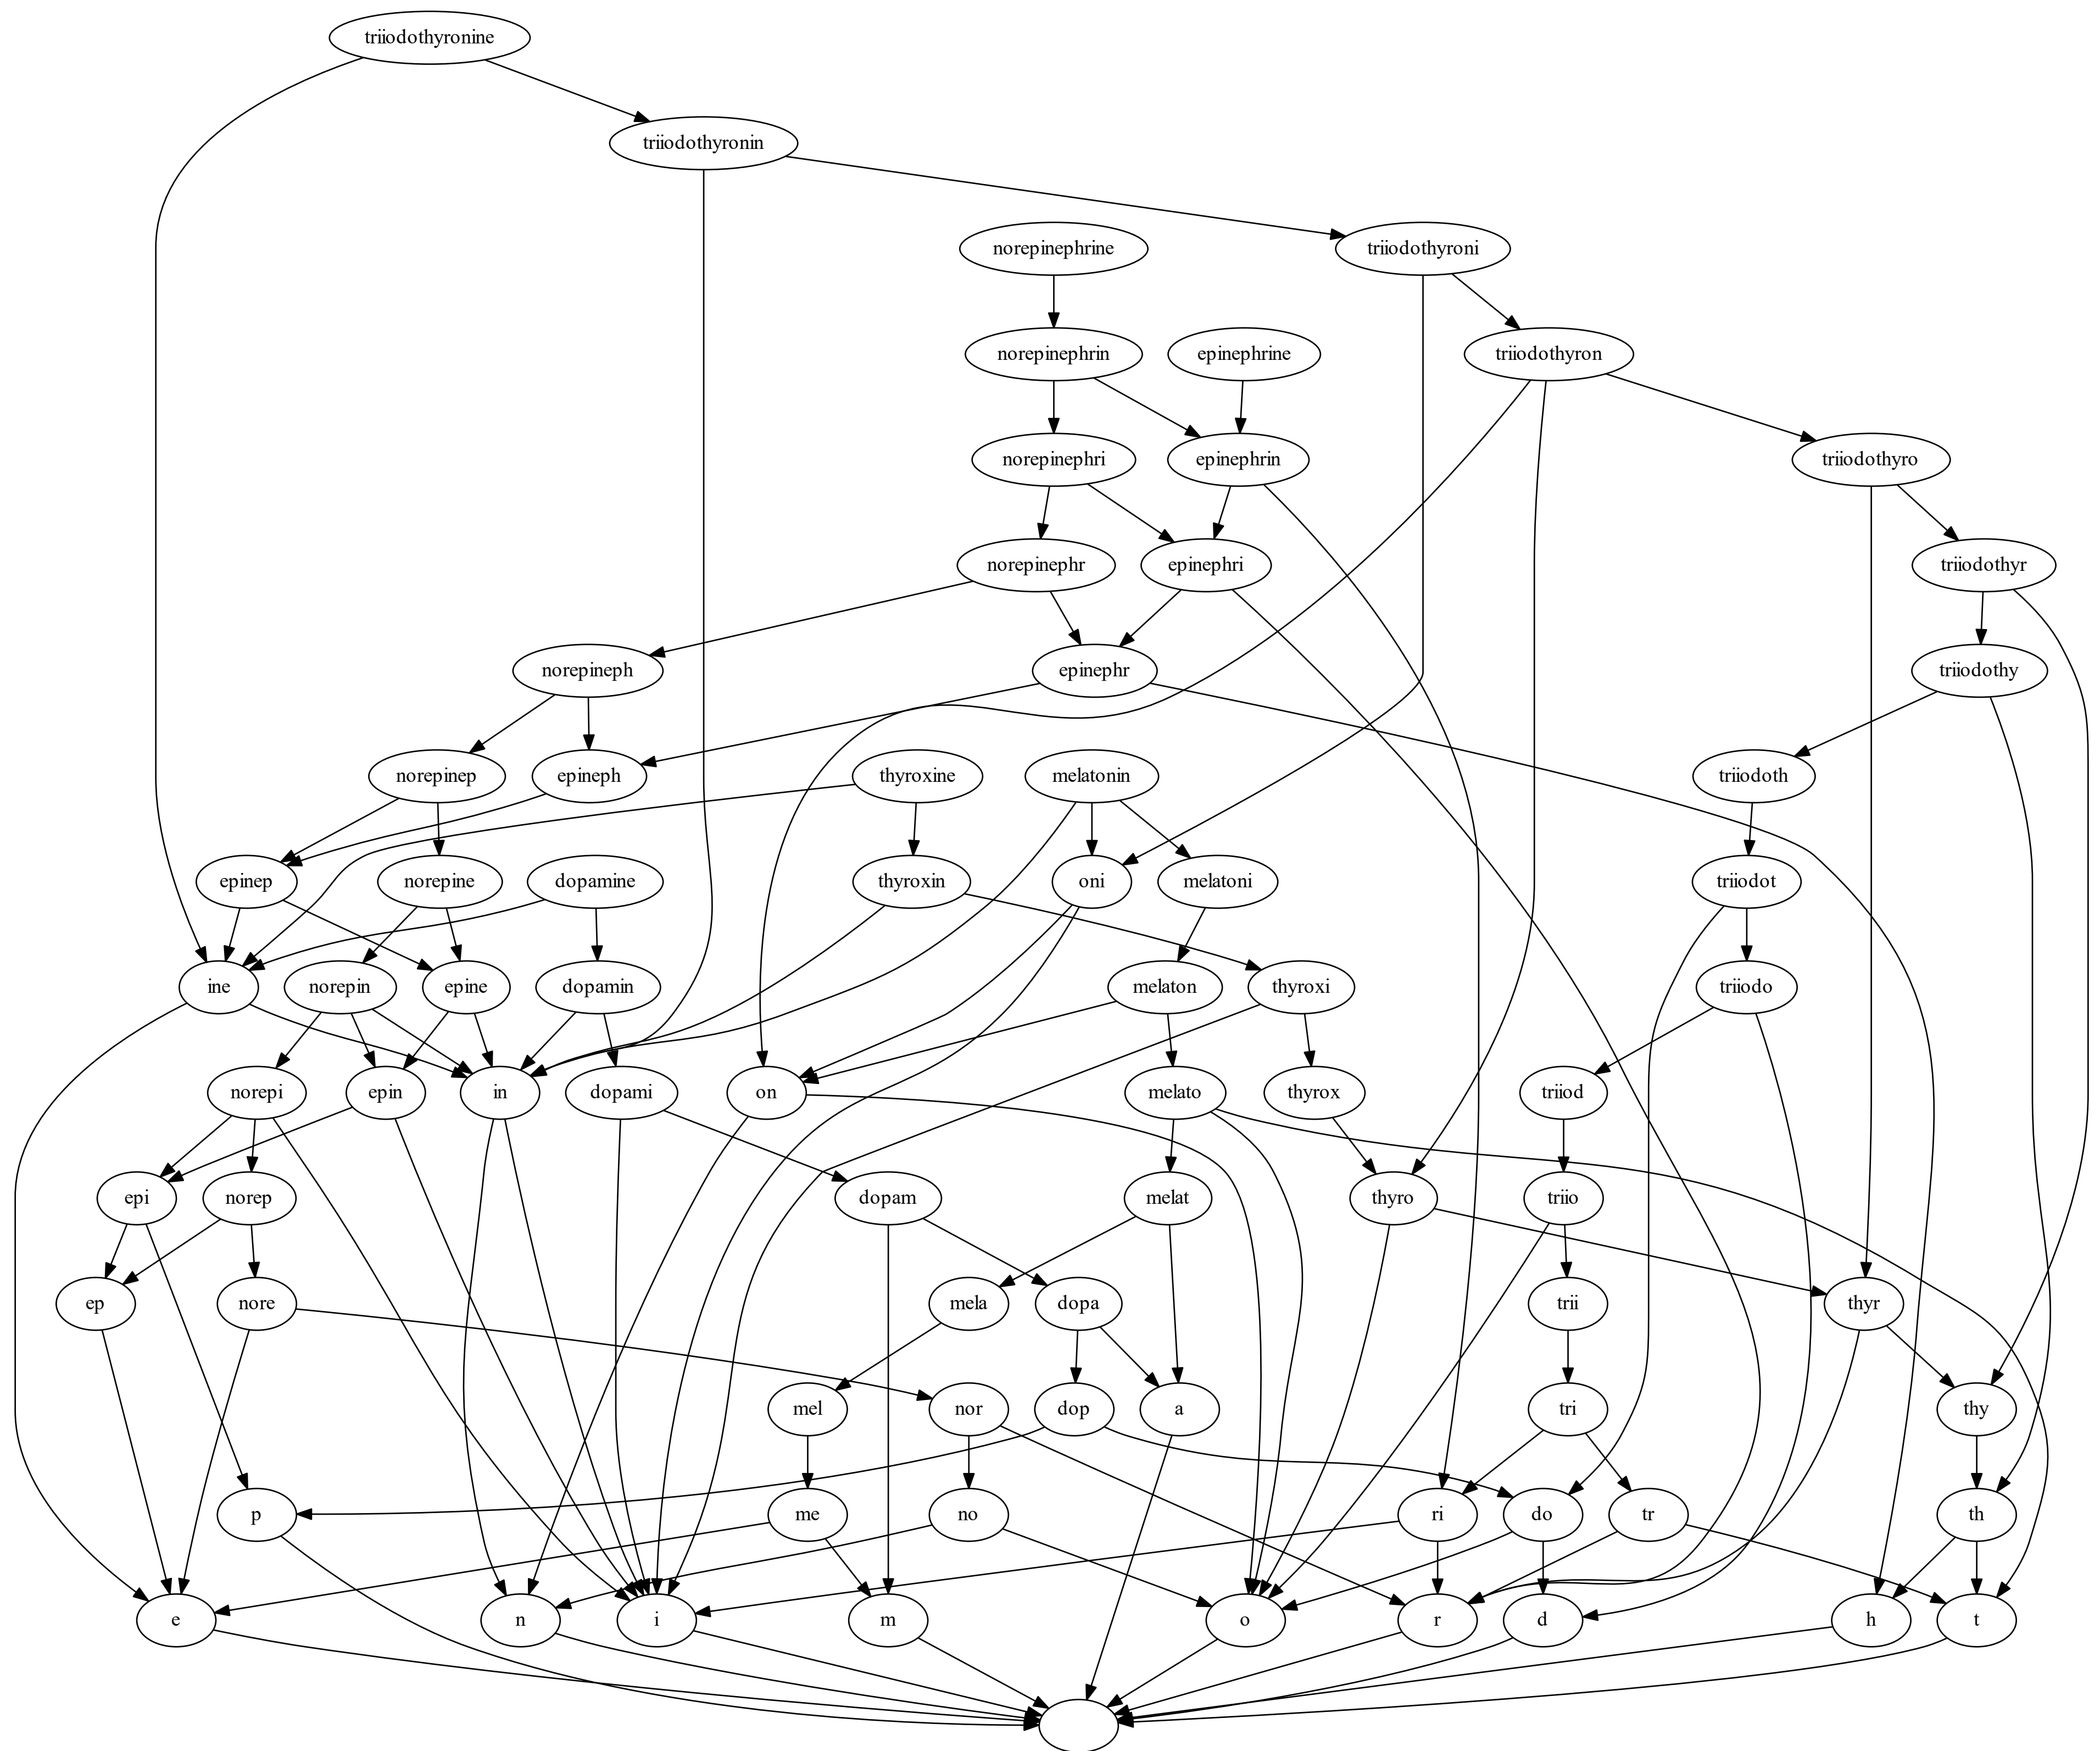 triiodothyronine
triiodothyronin
norepinephrine triiodothyroni
norepinephrin epinephrine triiodothyron
norepinephri epinephrin triiodothyro
norepinephr epinephri triiodothyr
norepineph epinephr triiodothy
norepinep epineph thyroxine melatonin triiodoth
epinep norepine dopamine thyroxin oni melatoni triiodot
ine norepin epine dopamin melaton thyroxi triiodo
norepi epin in dopami on melato thyrox triiod
epi norep dopam melat thyro triio
ep nore mela dopa trii thyr
mel nor dop a tri thy
p me no ri do tr th
e n i m o r d h t